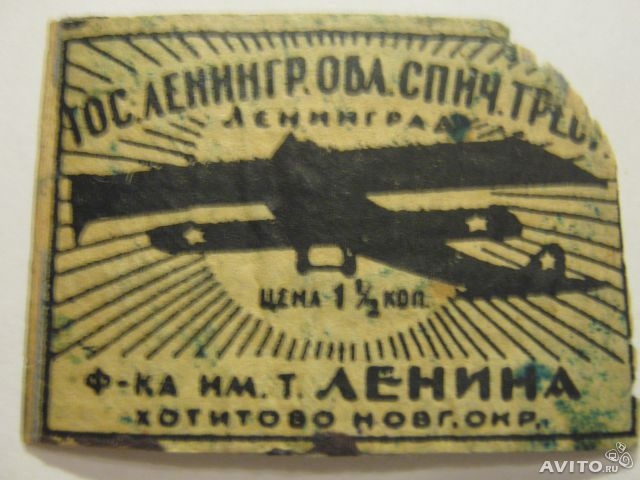 ГОС. ЛЕНИНГР. ОБЛ. СПИЧ. ТРЕСТ.
ЛЕНИНГРАД
ЦЕНА 1 1/2 КОП.
Ф-КА ИМ. Т. ЛЕНИНА
ХОТИТОВО НОВГ. ОКР.
AVITO.ru